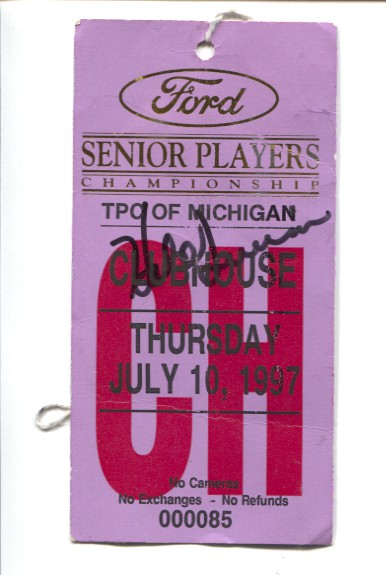 Ford
SENIOR PLAYERS
CHAMPIONSHIP
TPC OF MICHIGAN
CLUBHOUSE
CH
THURSDAY
JULY 10, 1997
No Cameras
No Exchanges - No Refunds
000085